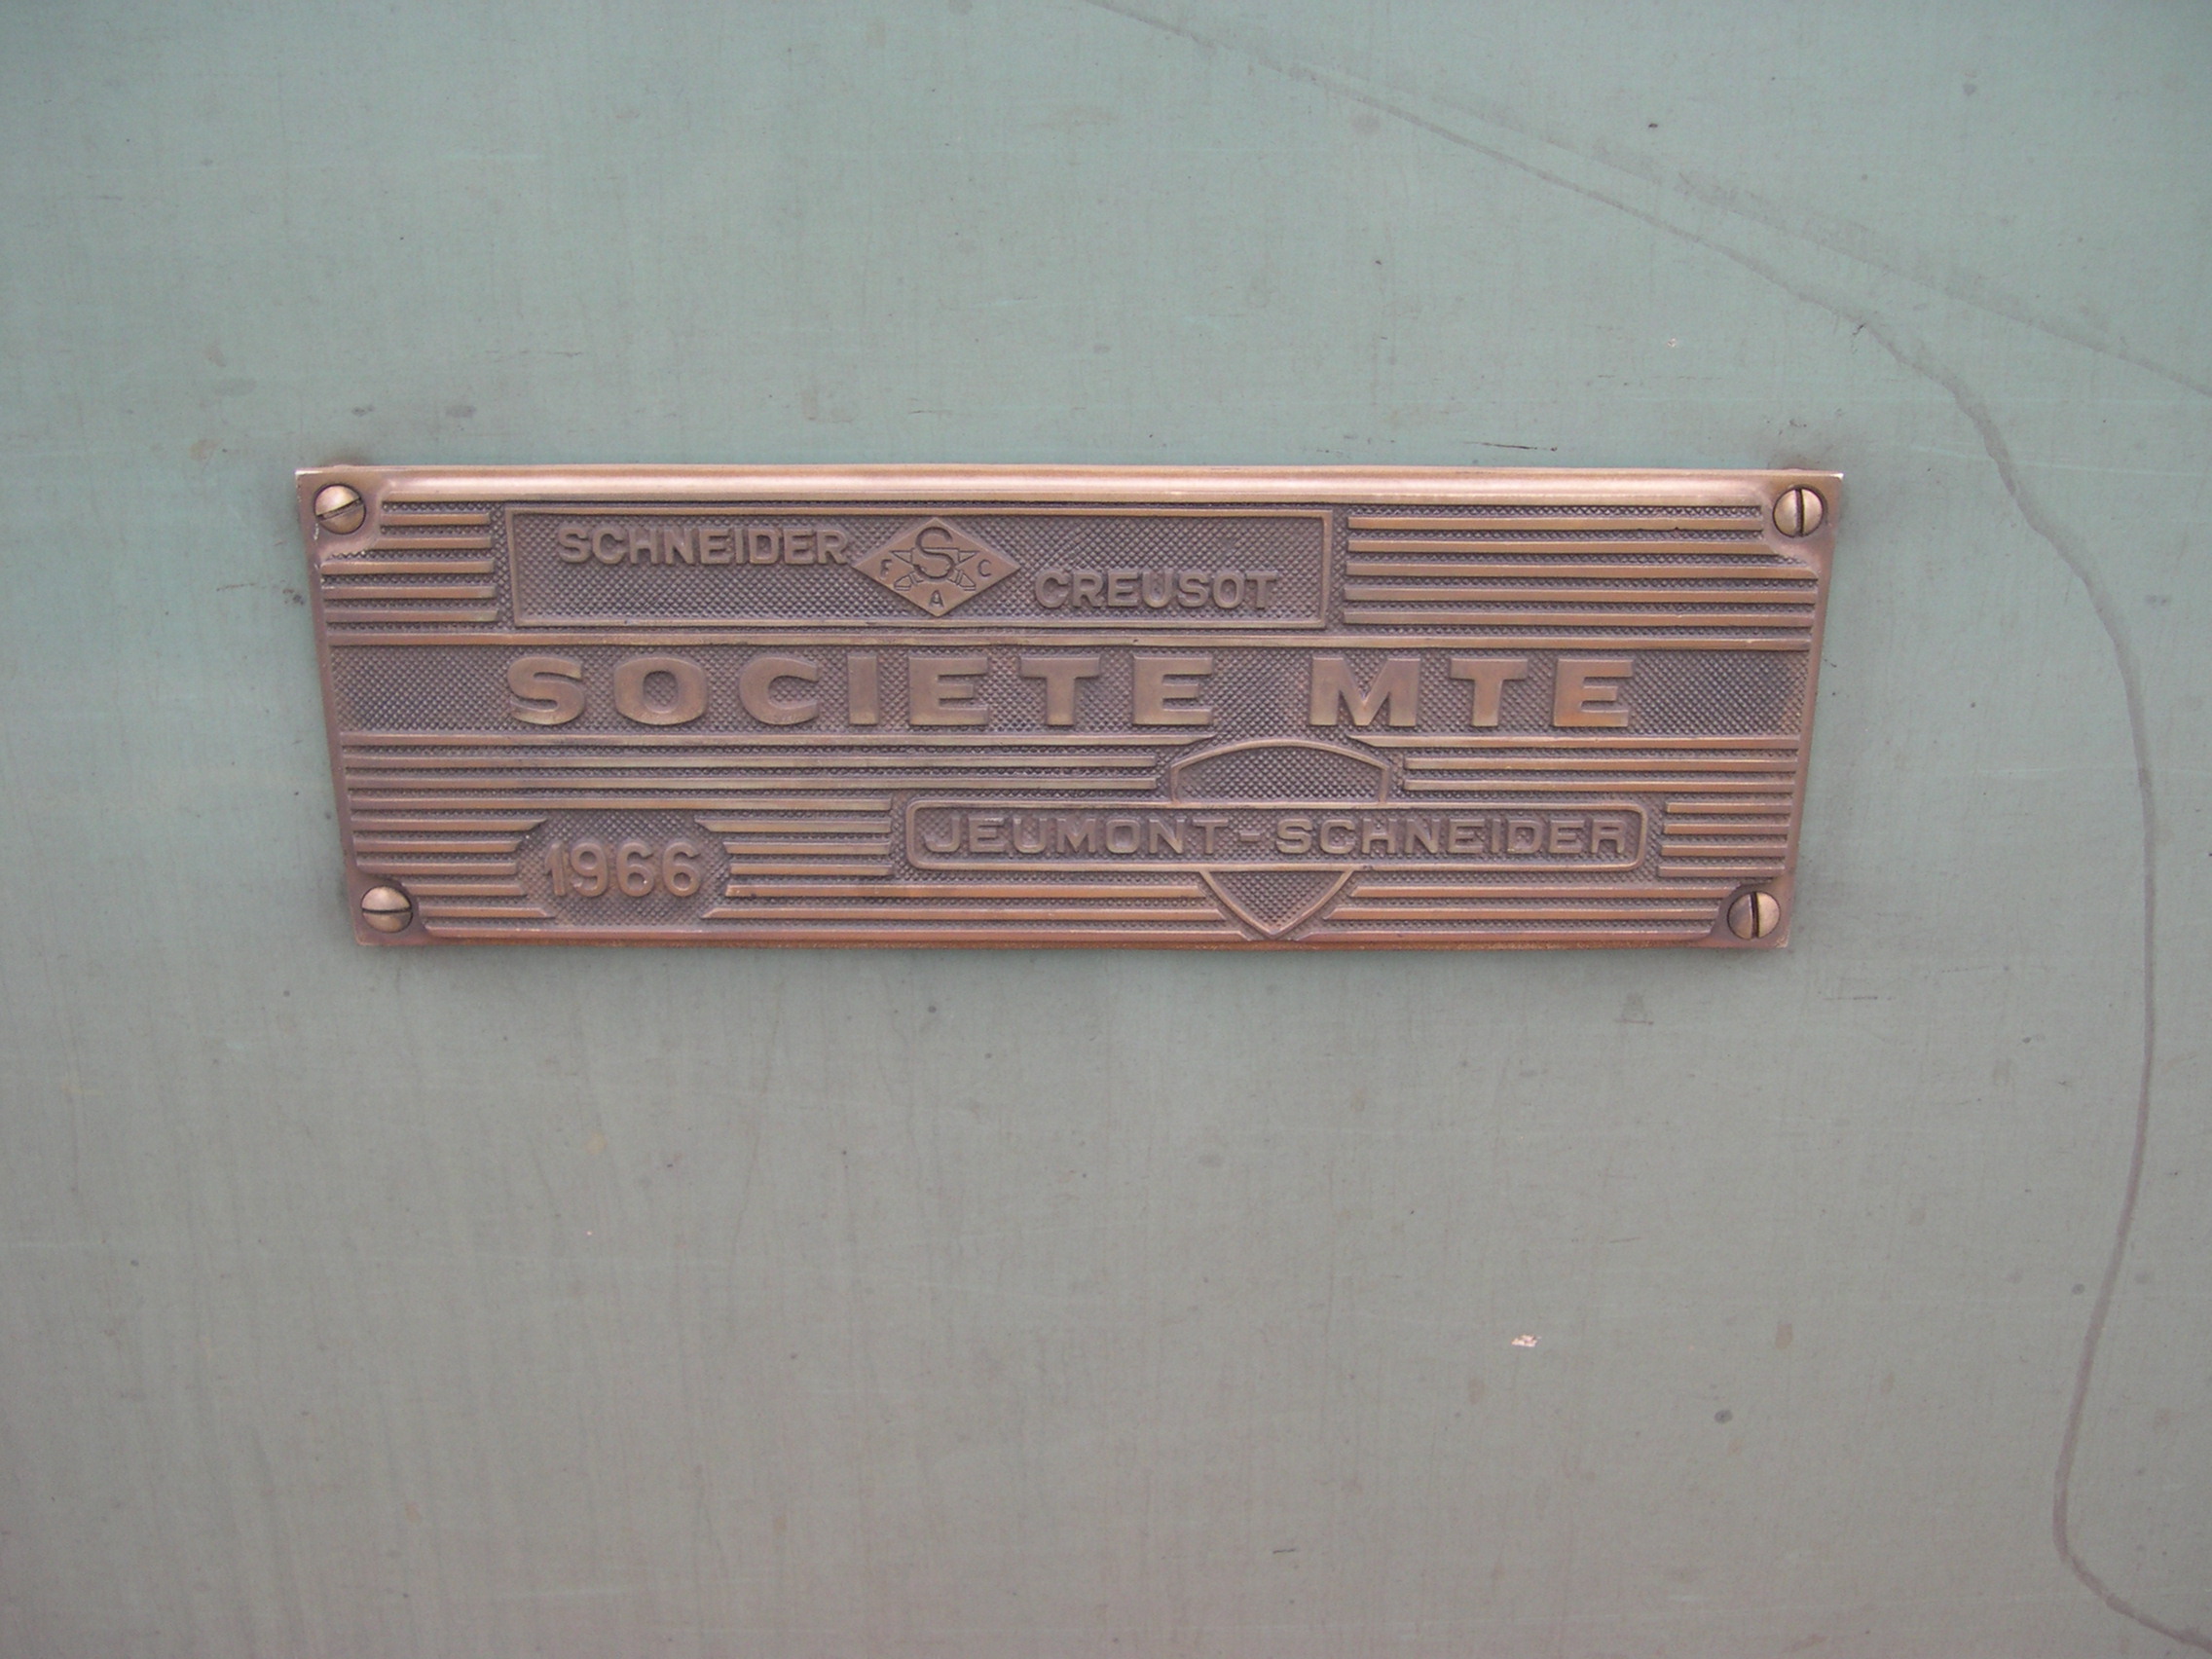 SCHNEIDER
S
F C
A
CREUSOT
SOCIETE MTE
JEUMONT-SCHNEIDER
1966